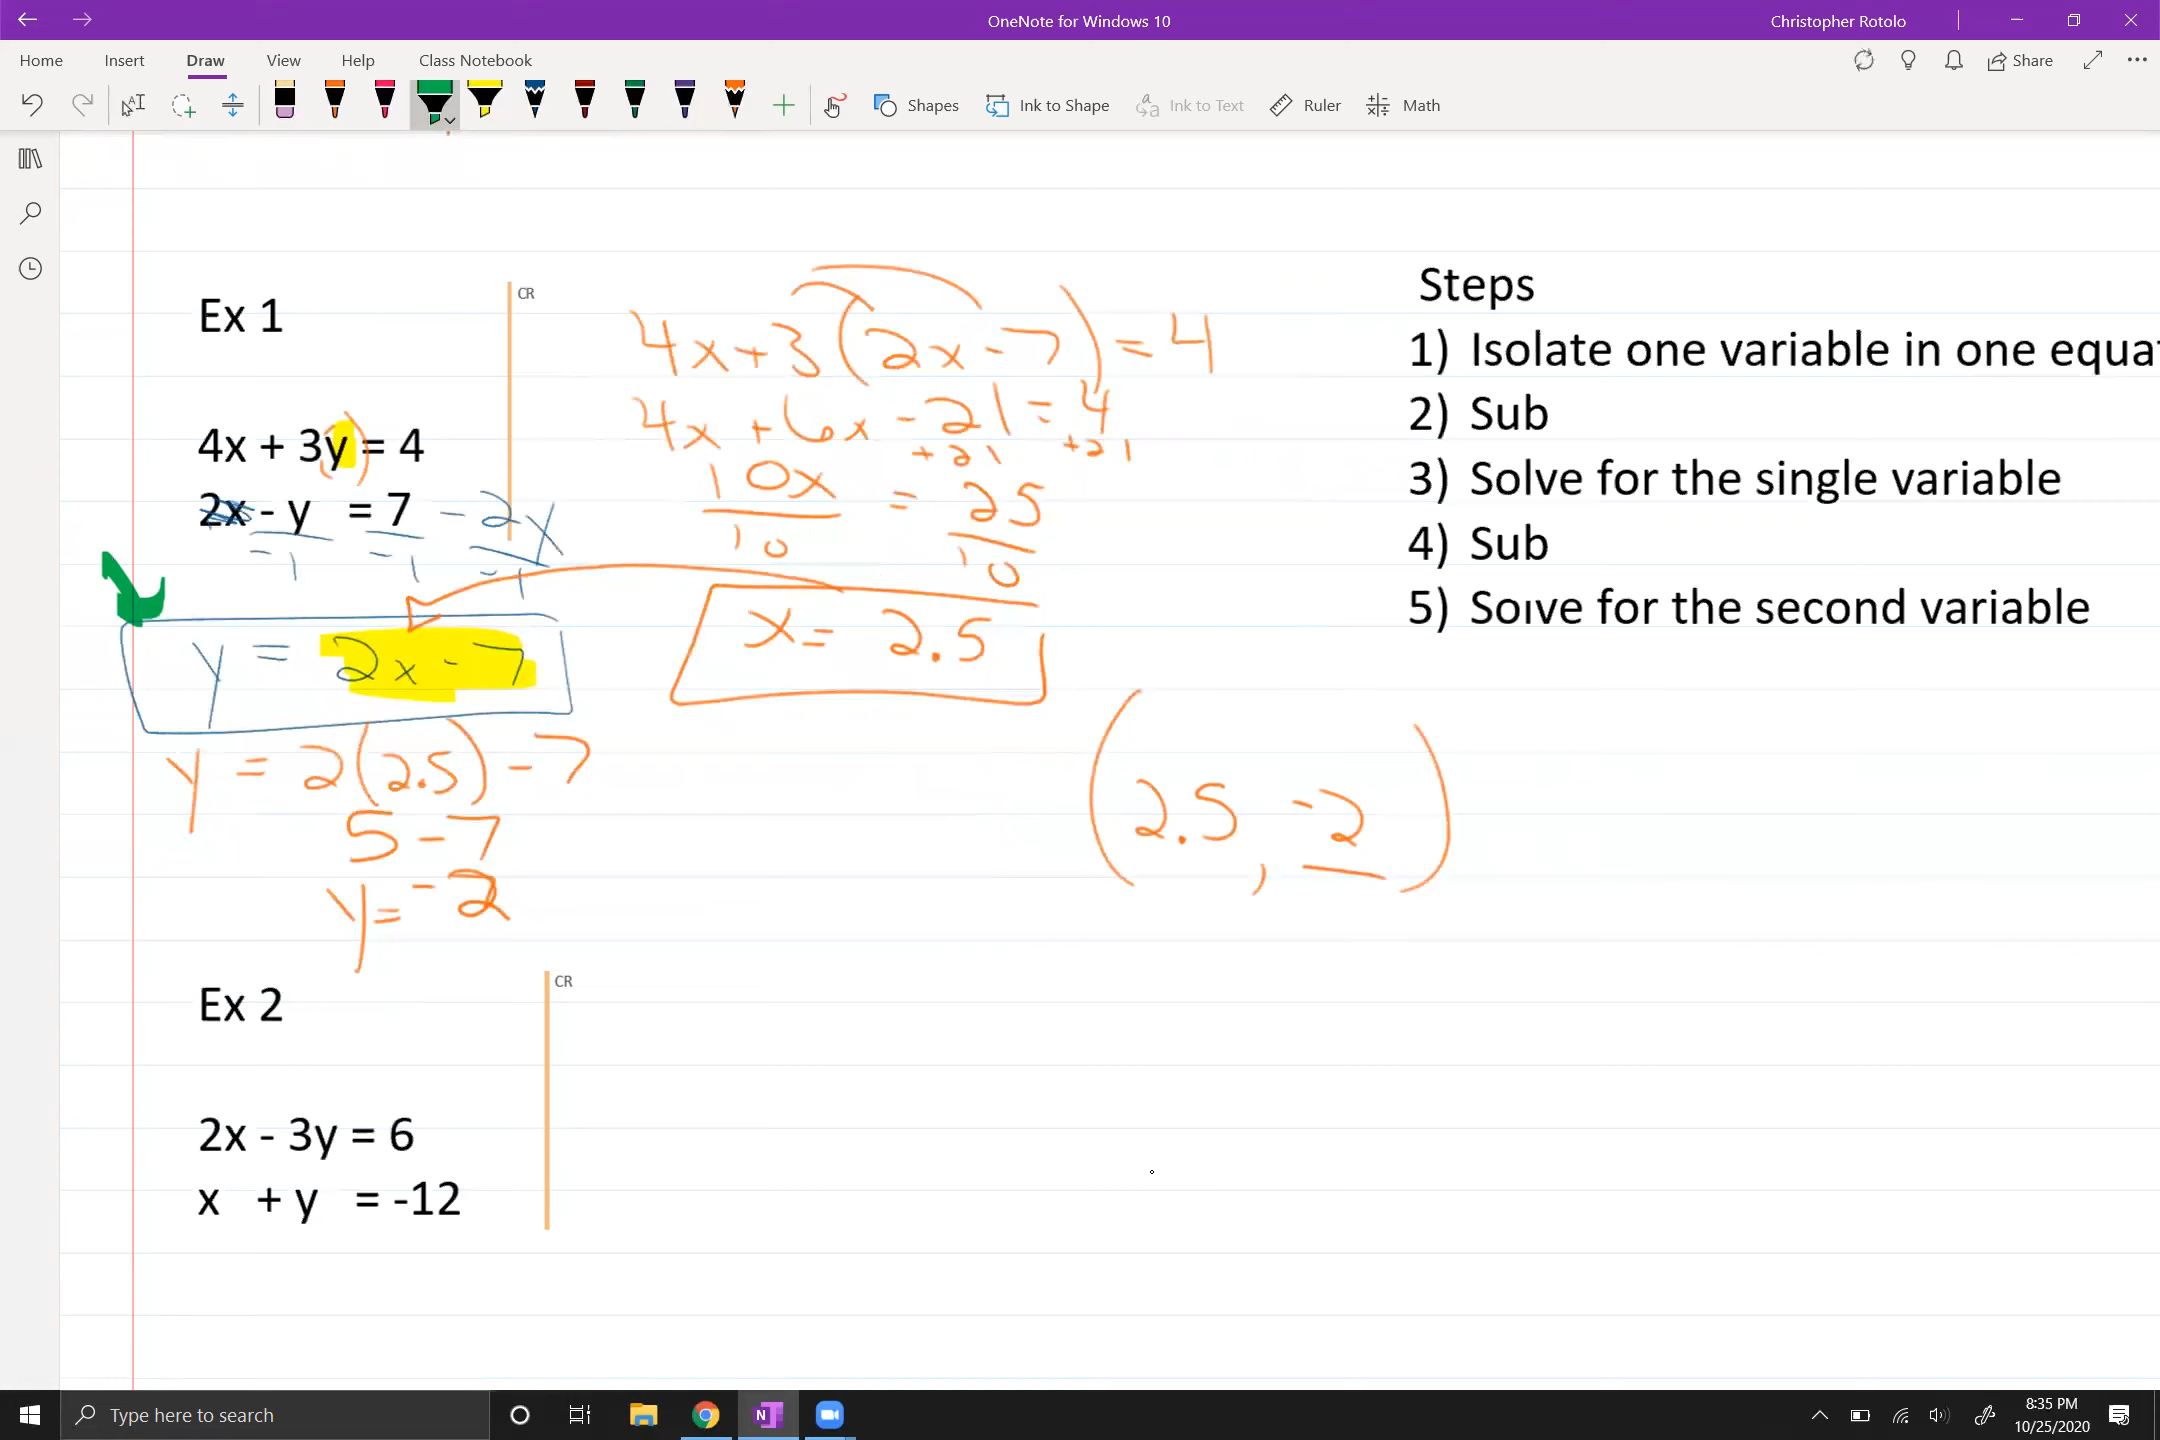 OneNote for Windows 10
Christopher Rotolo
Home Insert Draw View Help Class Notebook
Share
Shapes Ink to Shape Ink to Text Ruler Math
Ex 1
CR
4x + 3y = 4
2x - y = 7 - 2x
-1 -1 -1
y = 2x - 7
y = 2(2.5) - 7
5 - 7
y = -2
4x + 3(2x - 7) = 4
4x + 6x - 21 = 4
+21 +21
10x = 25
10 10
x = 2.5
(2.5, -2)
Steps
1) Isolate one variable in one equa
2) Sub
3) Solve for the single variable
4) Sub
5) Solve for the second variable
Ex 2
CR
2x - 3y = 6
x + y = -12
Type here to search
8:35 PM
10/25/2020